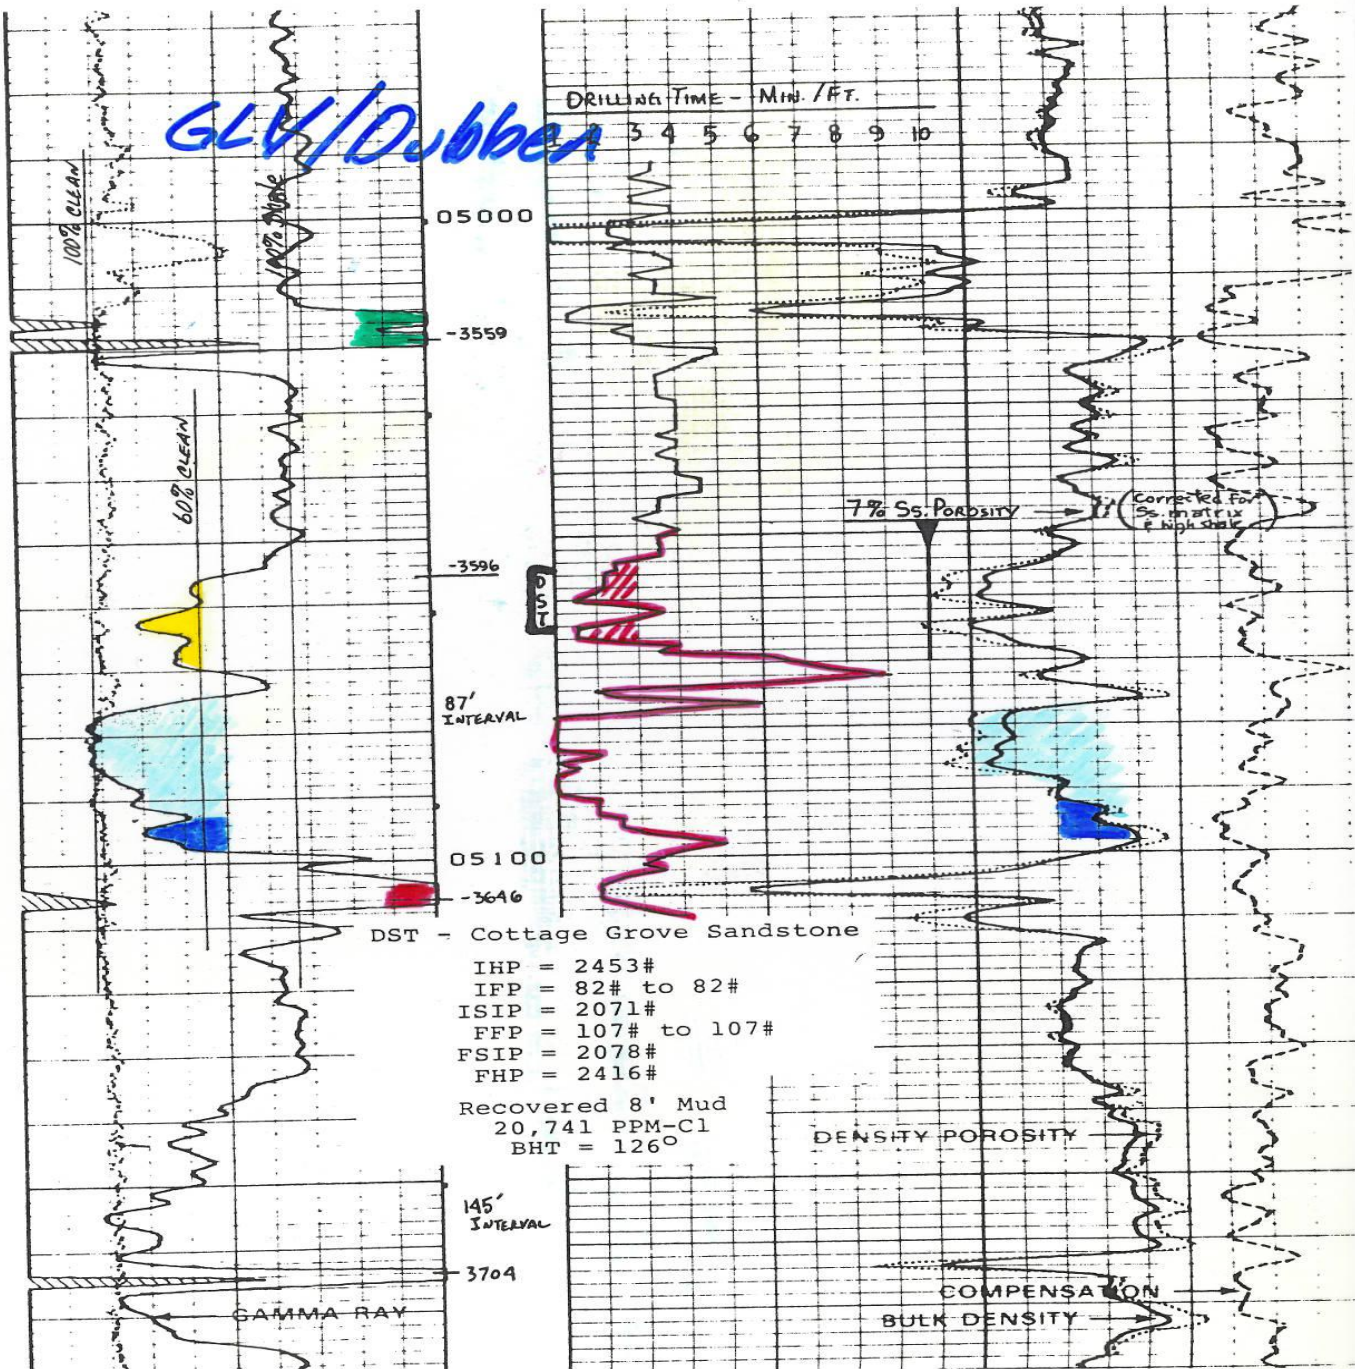 GLV/Dubben
DRILLING TIME - MIN./FT.
1 2 3 4 5 6 7 8 9 10
100% CLEAN
100% Shale
05000
-3559
60% CLEAN
7% Ss. POROSITY
(Corrected for
Ss. matrix
& high shale)
-3596
DST
87'
INTERVAL
05100
-3646
DST - Cottage Grove Sandstone
IHP = 2453#
IFP = 82# to 82#
ISIP = 2071#
FFP = 107# to 107#
FSIP = 2078#
FHP = 2416#
Recovered 8' Mud
20,741 PPM-Cl
BHT = 126°
DENSITY POROSITY
145'
INTERVAL
-3704
COMPENSATION
GAMMA RAY
BULK DENSITY